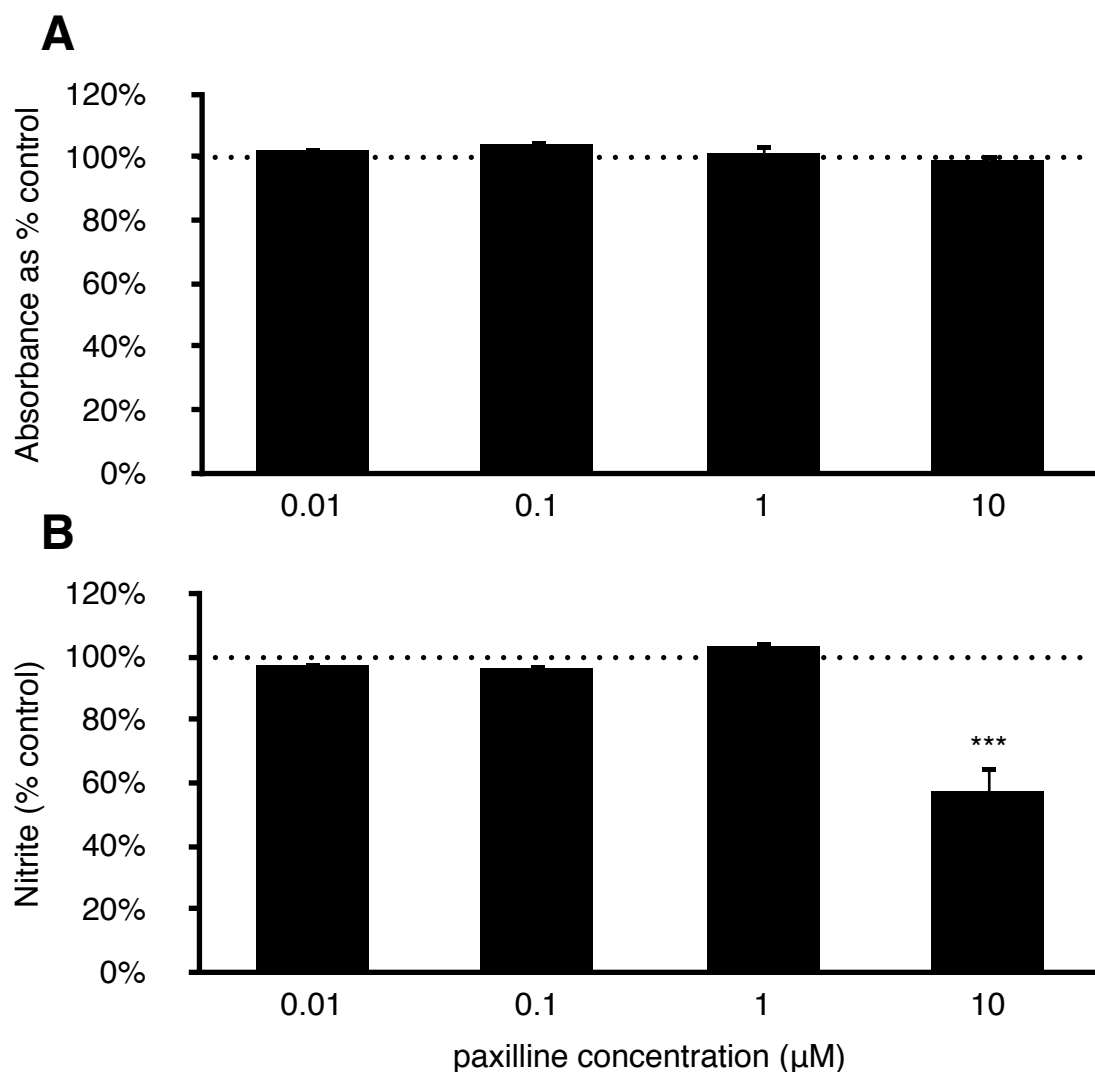 A
Absorbance as % control
120%
100%
80%
60%
40%
20%
0%
0.01 0.1 1 10
B
Nitrite (% control)
120%
100%
80%
60%
40%
20%
0%
***
0.01 0.1 1 10
paxilline concentration (µM)